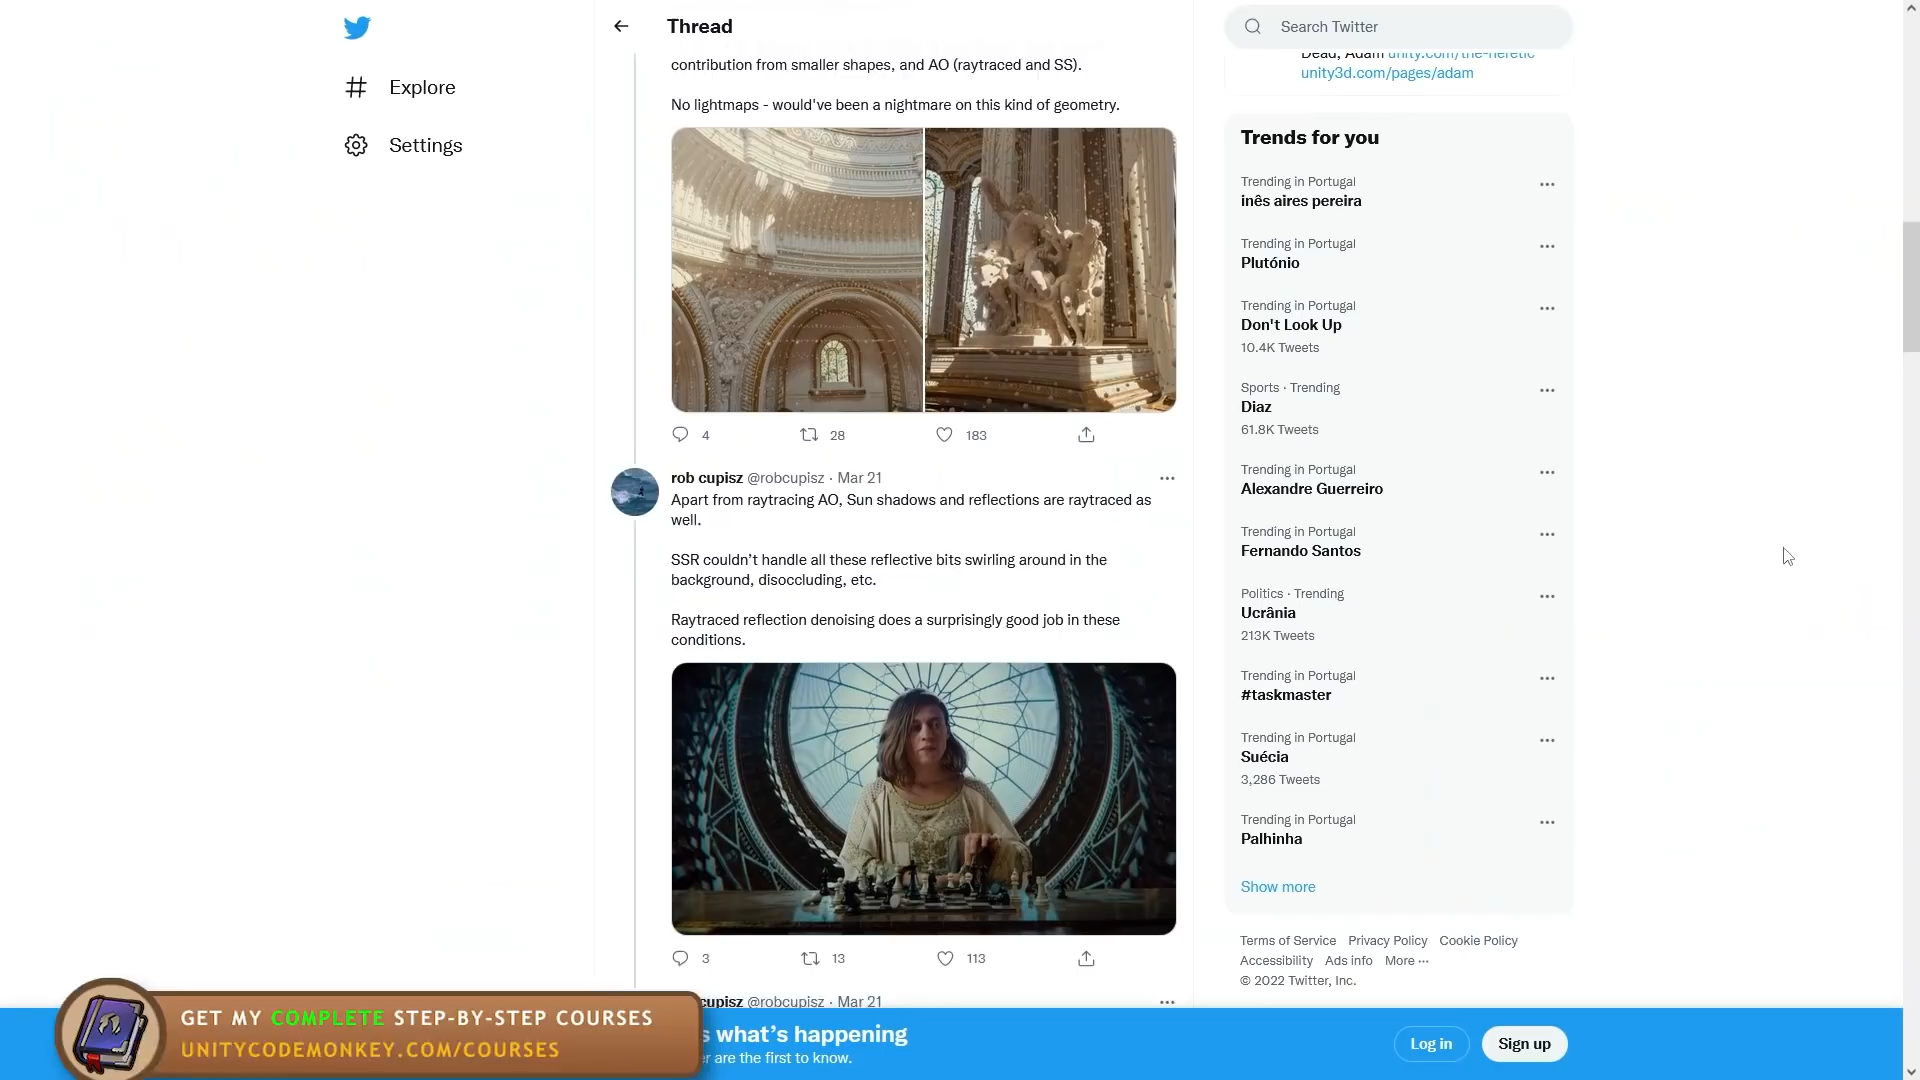 Explore
Settings
Thread
contribution from smaller shapes, and AO (raytraced and SS).
No lightmaps - would've been a nightmare on this kind of geometry.
4
28
183
rob cupisz @robcupisz · Mar 21
Apart from raytracing AO, Sun shadows and reflections are raytraced as
well.
SSR couldn’t handle all these reflective bits swirling around in the
background, disoccluding, etc.
Raytraced reflection denoising does a surprisingly good job in these
conditions.
3
13
113
cupisz @robcupisz · Mar 21
Search Twitter
Dead, Adam unity.com/the-heretic
unity3d.com/pages/adam
Trends for you
Trending in Portugal
inês aires pereira
Trending in Portugal
Plutónio
Trending in Portugal
Don't Look Up
10.4K Tweets
Sports · Trending
Diaz
61.8K Tweets
Trending in Portugal
Alexandre Guerreiro
Trending in Portugal
Fernando Santos
Politics · Trending
Ucrânia
213K Tweets
Trending in Portugal
#taskmaster
Trending in Portugal
Suécia
3,286 Tweets
Trending in Portugal
Palhinha
Show more
Terms of Service Privacy Policy Cookie Policy
Accessibility Ads info More ···
© 2022 Twitter, Inc.
GET MY COMPLETE STEP-BY-STEP COURSES
UNITYCODEMONKEY.COM/COURSES
s what’s happening
er are the first to know.
Log in
Sign up